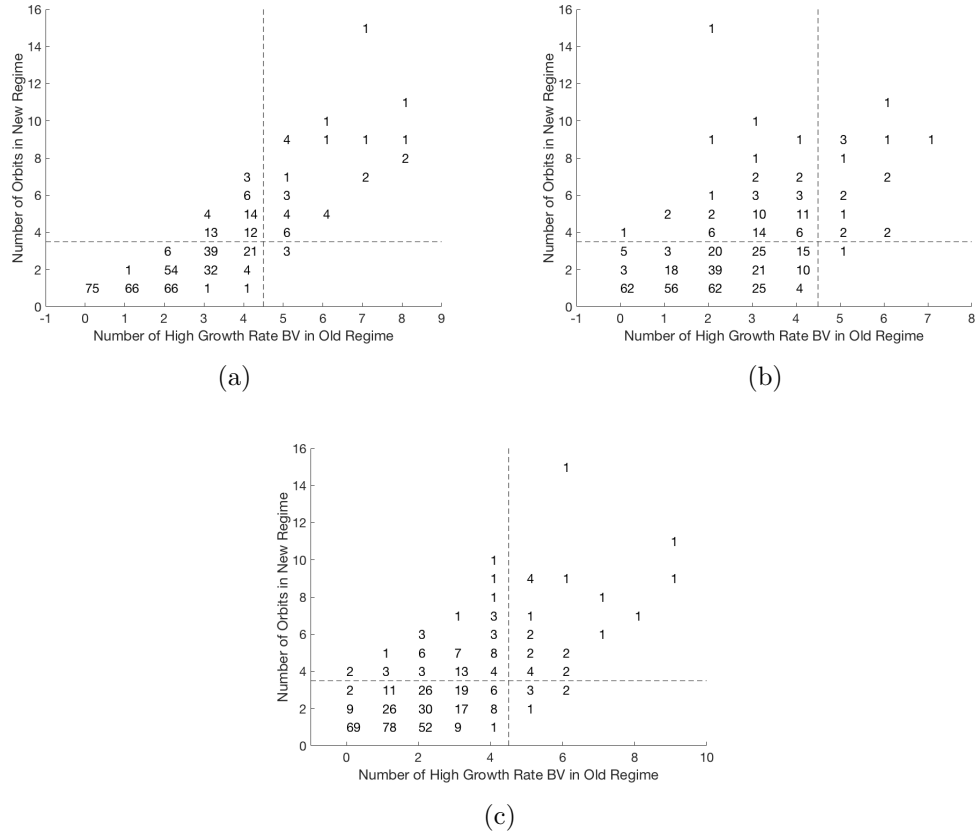 16
1
14
12
1
10 1
4 1 1 1
8 2
3 1 2
6 6 3
4 14 4 4
4 13 12 6
6 39 21 3
2 1 54 32 4
75 66 66 1 1
0
-1 0 1 2 3 4 5 6 7 8 9
Number of Orbits in New Regime
Number of High Growth Rate BV in Old Regime
(a)
16
1
14
12
1
10 1
1 1 3 1 1
8 1 1
2 2 2
6 1 3 3 2
2 2 10 11 1
4 1 6 14 6 2 2
5 3 20 25 15 1
2 3 18 39 21 10
62 56 62 25 4
0
-1 0 1 2 3 4 5 6 7 8
Number of Orbits in New Regime
Number of High Growth Rate BV in Old Regime
(b)
16
1
14
12
1
10 1
1 4 1 1
8 1 1
1 3 1 1
6 3 3 2 1
1 6 7 8 2 2
4 2 3 3 13 4 4 2
2 11 26 19 6 3 2
2 9 26 30 17 8 1
69 78 52 9 1
0
0 2 4 6 8 10
Number of Orbits in New Regime
Number of High Growth Rate BV in Old Regime
(c)